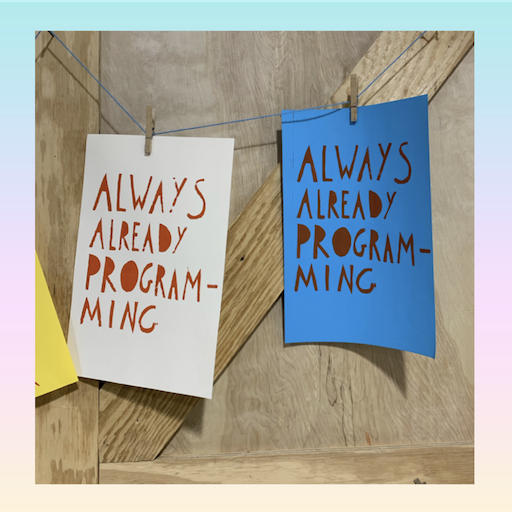 ALWAYS
ALREADY
PROGRAM-
MING
ALWAYS
ALREADY
PROGRAM-
MING